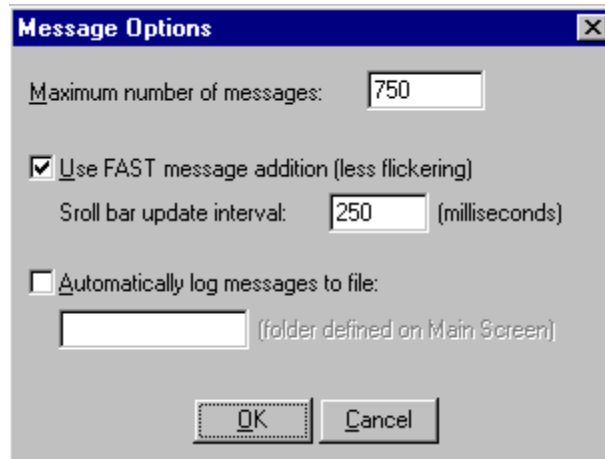 Message Options
Maximum number of messages: 750
Use FAST message addition (less flickering)
Sroll bar update interval: 250 (milliseconds)
Automatically log messages to file:
(folder defined on Main Screen)
OK Cancel